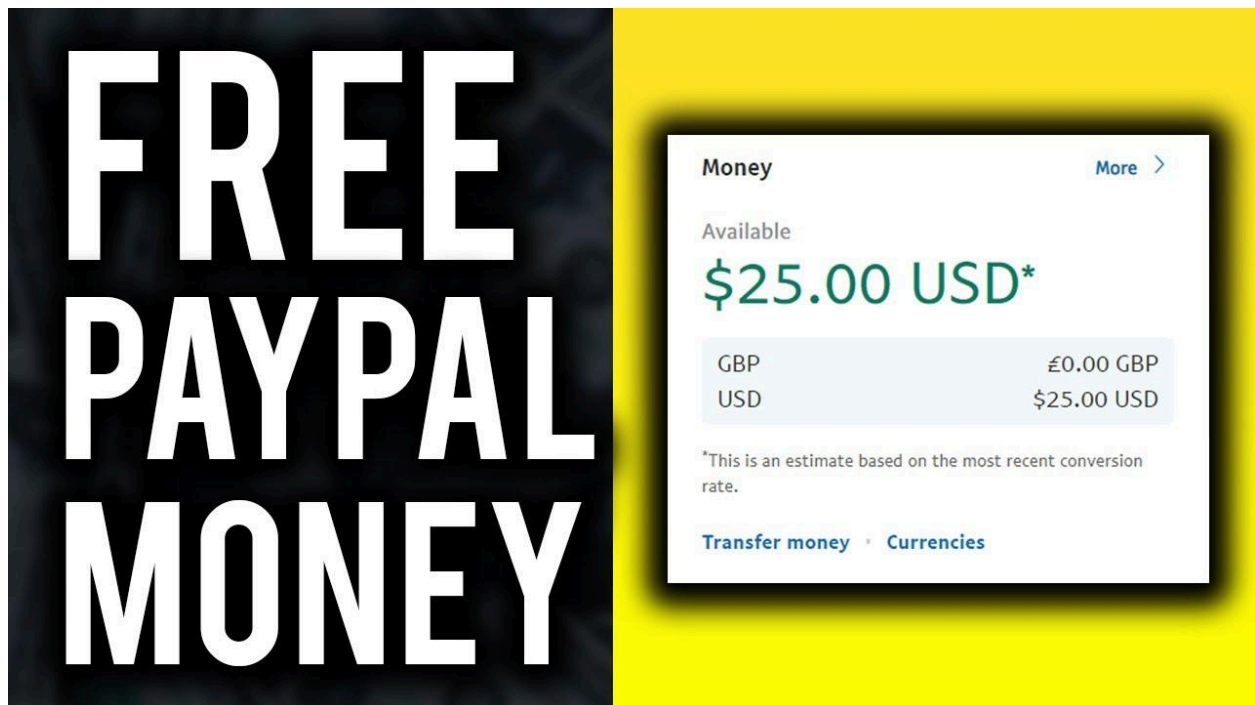 FREE
PAYPAL
MONEY
Money
More >
Available
$25.00 USD*
GBP £0.00 GBP
USD $25.00 USD
*This is an estimate based on the most recent conversion
rate.
Transfer money • Currencies